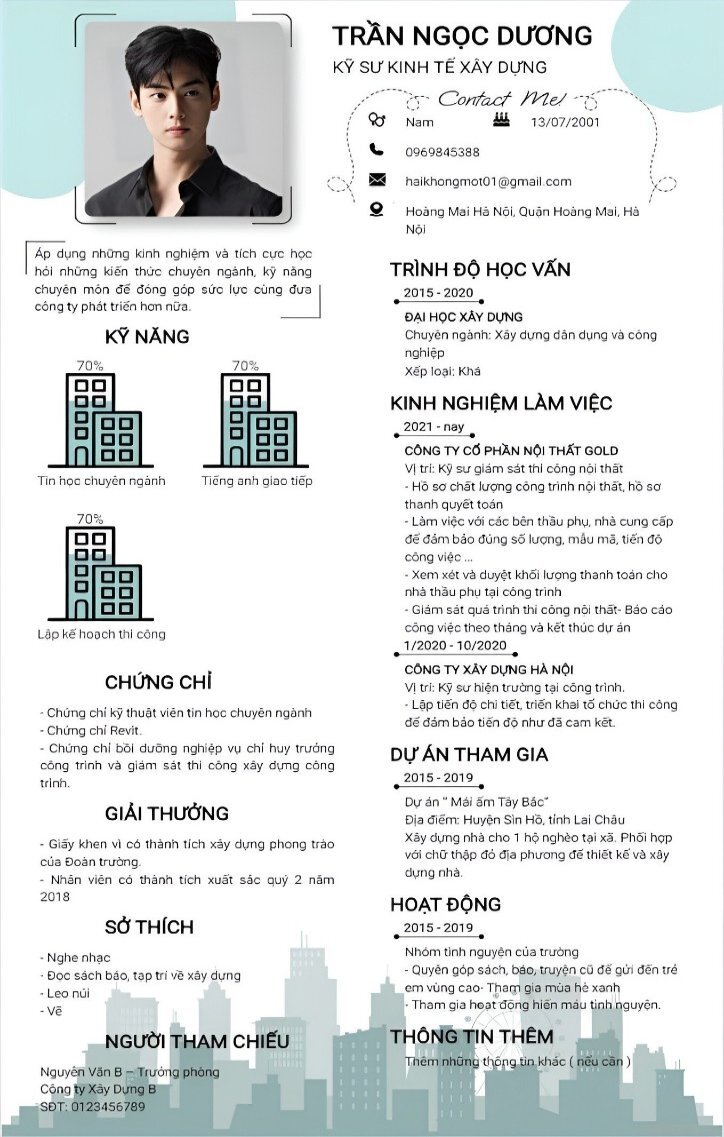 TRẦN NGỌC DƯƠNG
KỸ SƯ KINH TẾ XÂY DỰNG
Contact Me!
Nam 13/07/2001
0969845388
haikhongmot01@gmail.com
Hoàng Mai Hà Nội, Quận Hoàng Mai, Hà
Nội
Áp dụng những kinh nghiệm và tích cực học
hỏi những kiến thức chuyên ngành, kỹ năng
chuyên môn để đóng góp sức lực cùng đưa
công ty phát triển hơn nữa.
KỸ NĂNG
70% 70%
Tin học chuyên ngành Tiếng anh giao tiếp
70%
Lập kế hoạch thi công
CHỨNG CHỈ
- Chứng chỉ kỹ thuật viên tin học chuyên ngành
- Chứng chỉ Revit.
- Chứng chỉ bồi dưỡng nghiệp vụ chỉ huy trưởng
công trình và giám sát thi công xây dựng công
trình.
GIẢI THƯỞNG
- Giấy khen vì có thành tích xây dựng phong trào
của Đoàn trường.
- Nhân viên có thành tích xuất sắc quý 2 năm
2018
SỞ THÍCH
- Nghe nhạc
- Đọc sách báo, tạp trí về xây dựng
- Leo núi
- Vẽ
NGƯỜI THAM CHIẾU
Nguyễn Văn B – Trưởng phòng
Công ty Xây Dựng B
SĐT: 0123456789
TRÌNH ĐỘ HỌC VẤN
2015 - 2020
ĐẠI HỌC XÂY DỰNG
Chuyên ngành: Xây dựng dân dụng và công
nghiệp
Xếp loại: Khá
KINH NGHIỆM LÀM VIỆC
2021 - nay
CÔNG TY CỔ PHẦN NỘI THẤT GOLD
Vị trí: Kỹ sư giám sát thi công nội thất
- Hồ sơ chất lượng công trình nội thất, hồ sơ
thanh quyết toán
- Làm việc với các bên thầu phụ, nhà cung cấp
để đảm bảo đúng số lượng, mẫu mã, tiến độ
công việc ...
- Xem xét và duyệt khối lượng thanh toán cho
nhà thầu phụ tại công trình
- Giám sát quá trình thi công nội thất- Báo cáo
công việc theo tháng và kết thúc dự án
1/2020 - 10/2020
CÔNG TY XÂY DỰNG HÀ NỘI
Vị trí: Kỹ sư hiện trường tại công trình.
- Lập tiến độ chi tiết, triển khai tổ chức thi công
để đảm bảo tiến độ như đã cam kết.
DỰ ÁN THAM GIA
2015 - 2019
Dự án " Mái ấm Tây Bắc"
Địa điểm: Huyện Sìn Hồ, tỉnh Lai Châu
Xây dựng nhà cho 1 hộ nghèo tại xã. Phối hợp
với chữ thập đỏ địa phương để thiết kế và xây
dựng nhà.
HOẠT ĐỘNG
2015 - 2019
Nhóm tình nguyện của trường
- Quyên góp sách, báo, truyện cũ để gửi đến trẻ
em vùng cao- Tham gia mùa hè xanh
- Tham gia hoạt động hiến máu tình nguyện.
THÔNG TIN THÊM
Thêm những thông tin khác ( nếu cần )